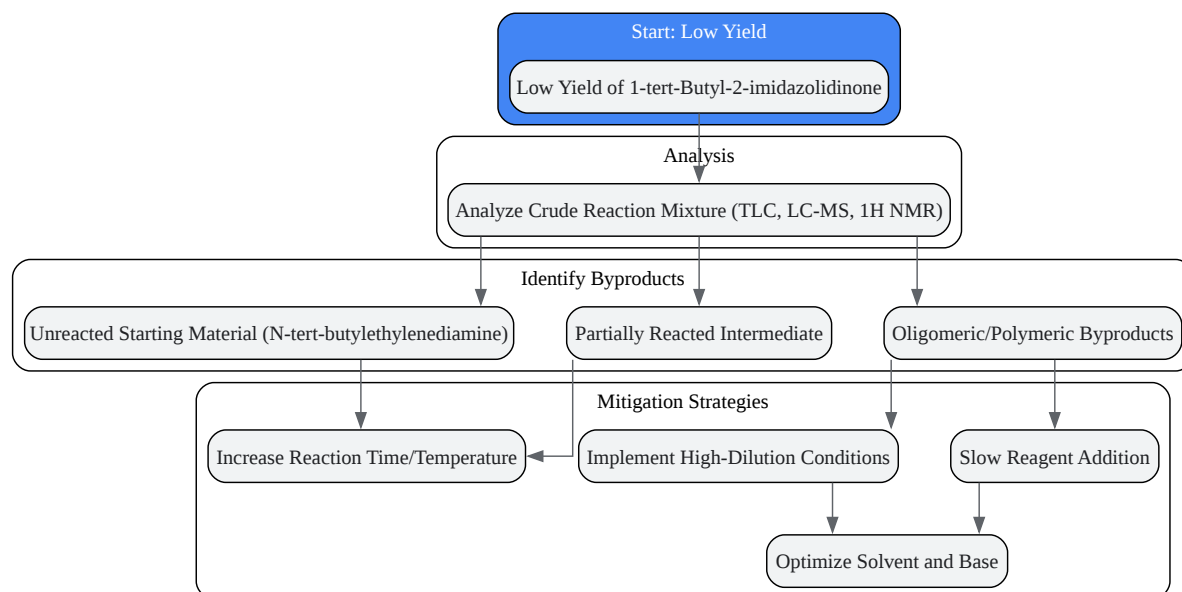 Start: Low Yield
Low Yield of 1-tert-Butyl-2-imidazolidinone
Analysis
Analyze Crude Reaction Mixture (TLC, LC-MS, 1H NMR)
Identify Byproducts
Unreacted Starting Material (N-tert-butylethylenediamine)
Partially Reacted Intermediate
Oligomeric/Polymeric Byproducts
Mitigation Strategies
Increase Reaction Time/Temperature
Implement High-Dilution Conditions
Slow Reagent Addition
Optimize Solvent and Base